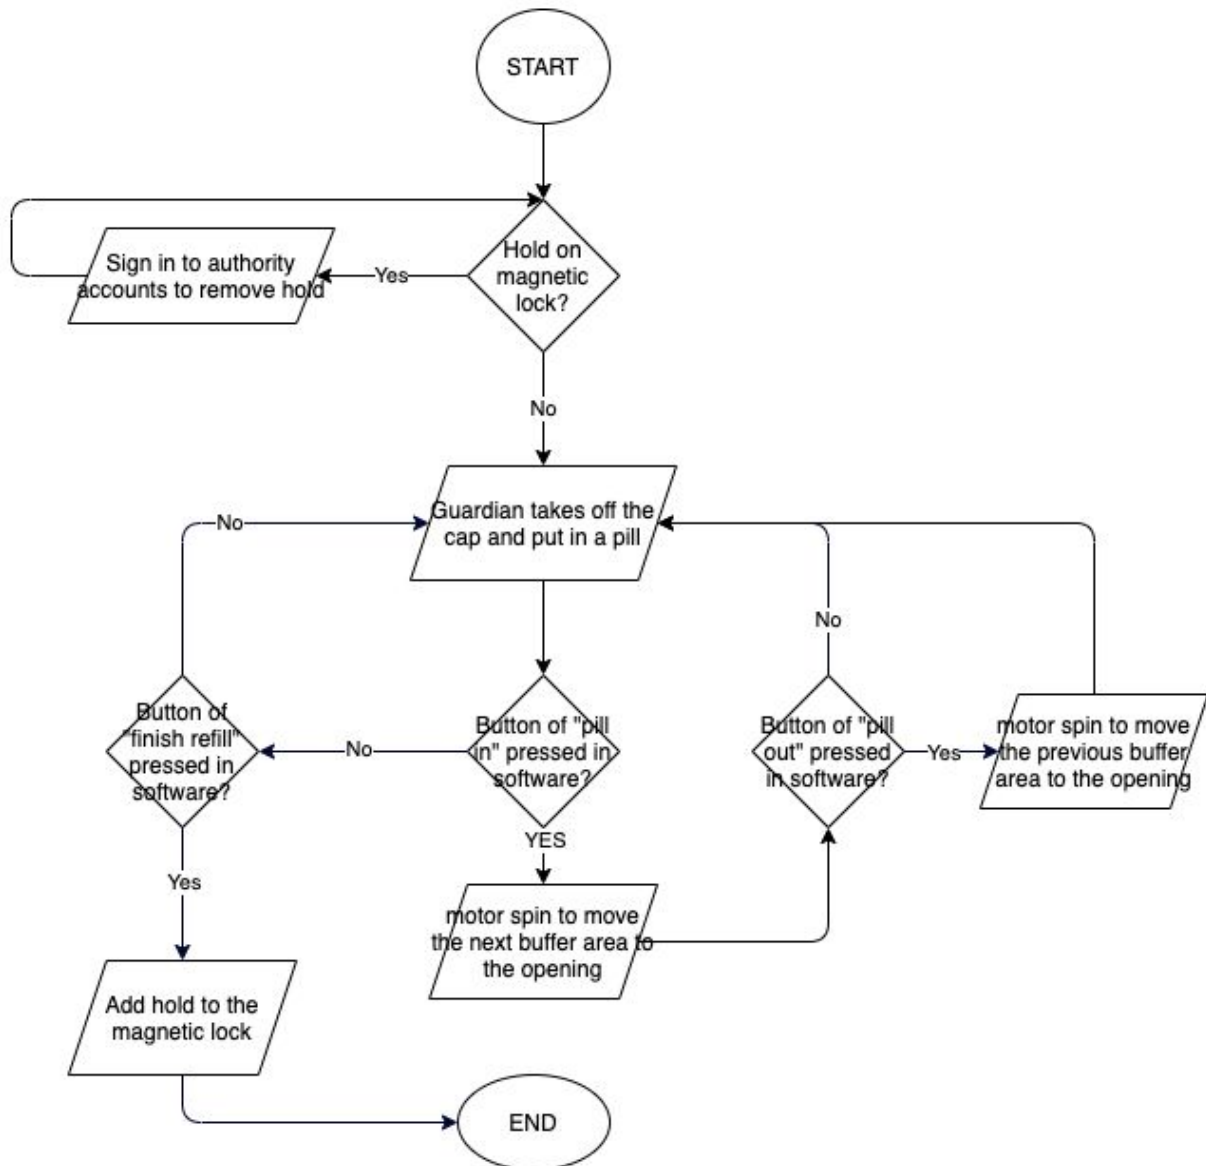 START
Hold on
magnetic
lock?
Yes
Sign in to authority
accounts to remove hold
No
Guardian takes off the
cap and put in a pill
No
No
Button of
"finish refill"
pressed in
software?
No
Button of "pill
in" pressed in
software?
Button of "pill
out" pressed
in software?
Yes
motor spin to move
the previous buffer
area to the opening
YES
Yes
motor spin to move
the next buffer area to
the opening
Add hold to the
magnetic lock
END